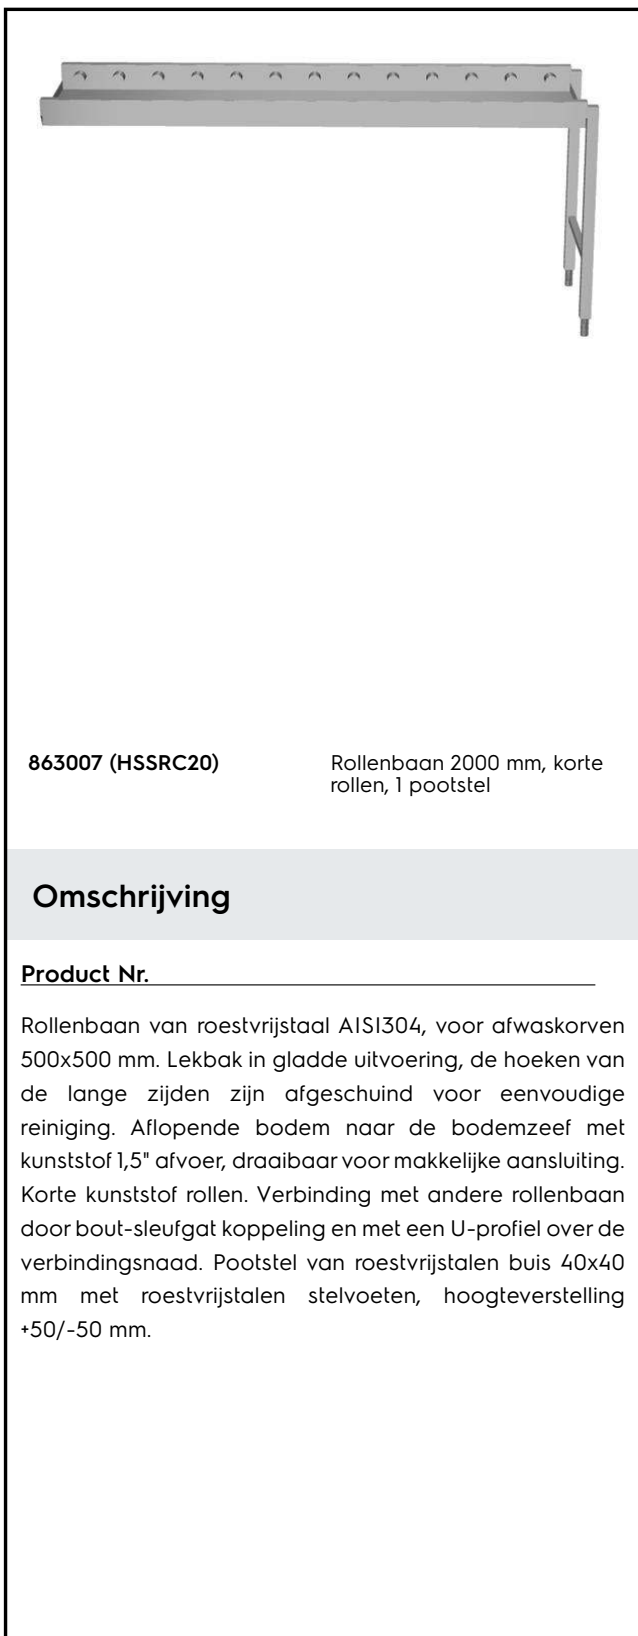 863007 (HSSRC20)
Rollenbaan 2000 mm, korte
rollen, 1 pootstel
Omschrijving
Product Nr.
Rollenbaan van roestvrijstaal AISI304, voor afwaskorven
500x500 mm. Lekbak in gladde uitvoering, de hoeken van
de lange zijden zijn afgeschuind voor eenvoudige
reiniging. Aflopende bodem naar de bodemzeef met
kunststof 1,5" afvoer, draaibaar voor makkelijke aansluiting.
Korte kunststof rollen. Verbinding met andere rollenbaan
door bout-sleufgat koppeling en met een U-profiel over de
verbindingsnaad. Pootstel van roestvrijstalen buis 40x40
mm met roestvrijstalen stelvoeten, hoogteverstelling
+50/-50 mm.